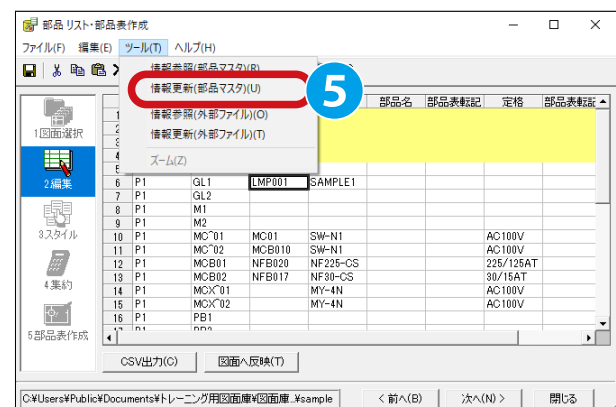 部品 リスト・部品表作成
ファイル(F) 編集(E) ツール(T) ヘルプ(H)
情報参照(部品マスタ)(R)
情報更新(部品マスタ)(U)
5
情報参照(外部ファイル)(O)
情報更新(外部ファイル)(T)
ズーム(Z)
部品名 部品表転記 定格 部品表転記
1図面選択
2.編集
3.スタイル
4.集約
5部品表作成
1
2
3
4
5
6 P1 GL1 LMP001 SAMPLE1
7 P1 GL2
8 P1 M1
9 P1 M2
10 P1 MC^01 MC01 SW-N1 AC100V
11 P1 MC^02 MCB010 SW-N1 AC100V
12 P1 MCB01 NFB020 NF225-CS 225/125AT
13 P1 MCB02 NFB017 NF30-CS 30/15AT
14 P1 MCX^01 MY-4N AC100V
15 P1 MCX^02 MY-4N AC100V
16 P1 PB1
17 P1 PB2
CSV出力(C) 図面へ反映(T)
C:¥Users¥Public¥Documents¥トレーニング用図面庫¥図面庫_¥sample
< 前へ(B) 次へ(N) > 閉じる